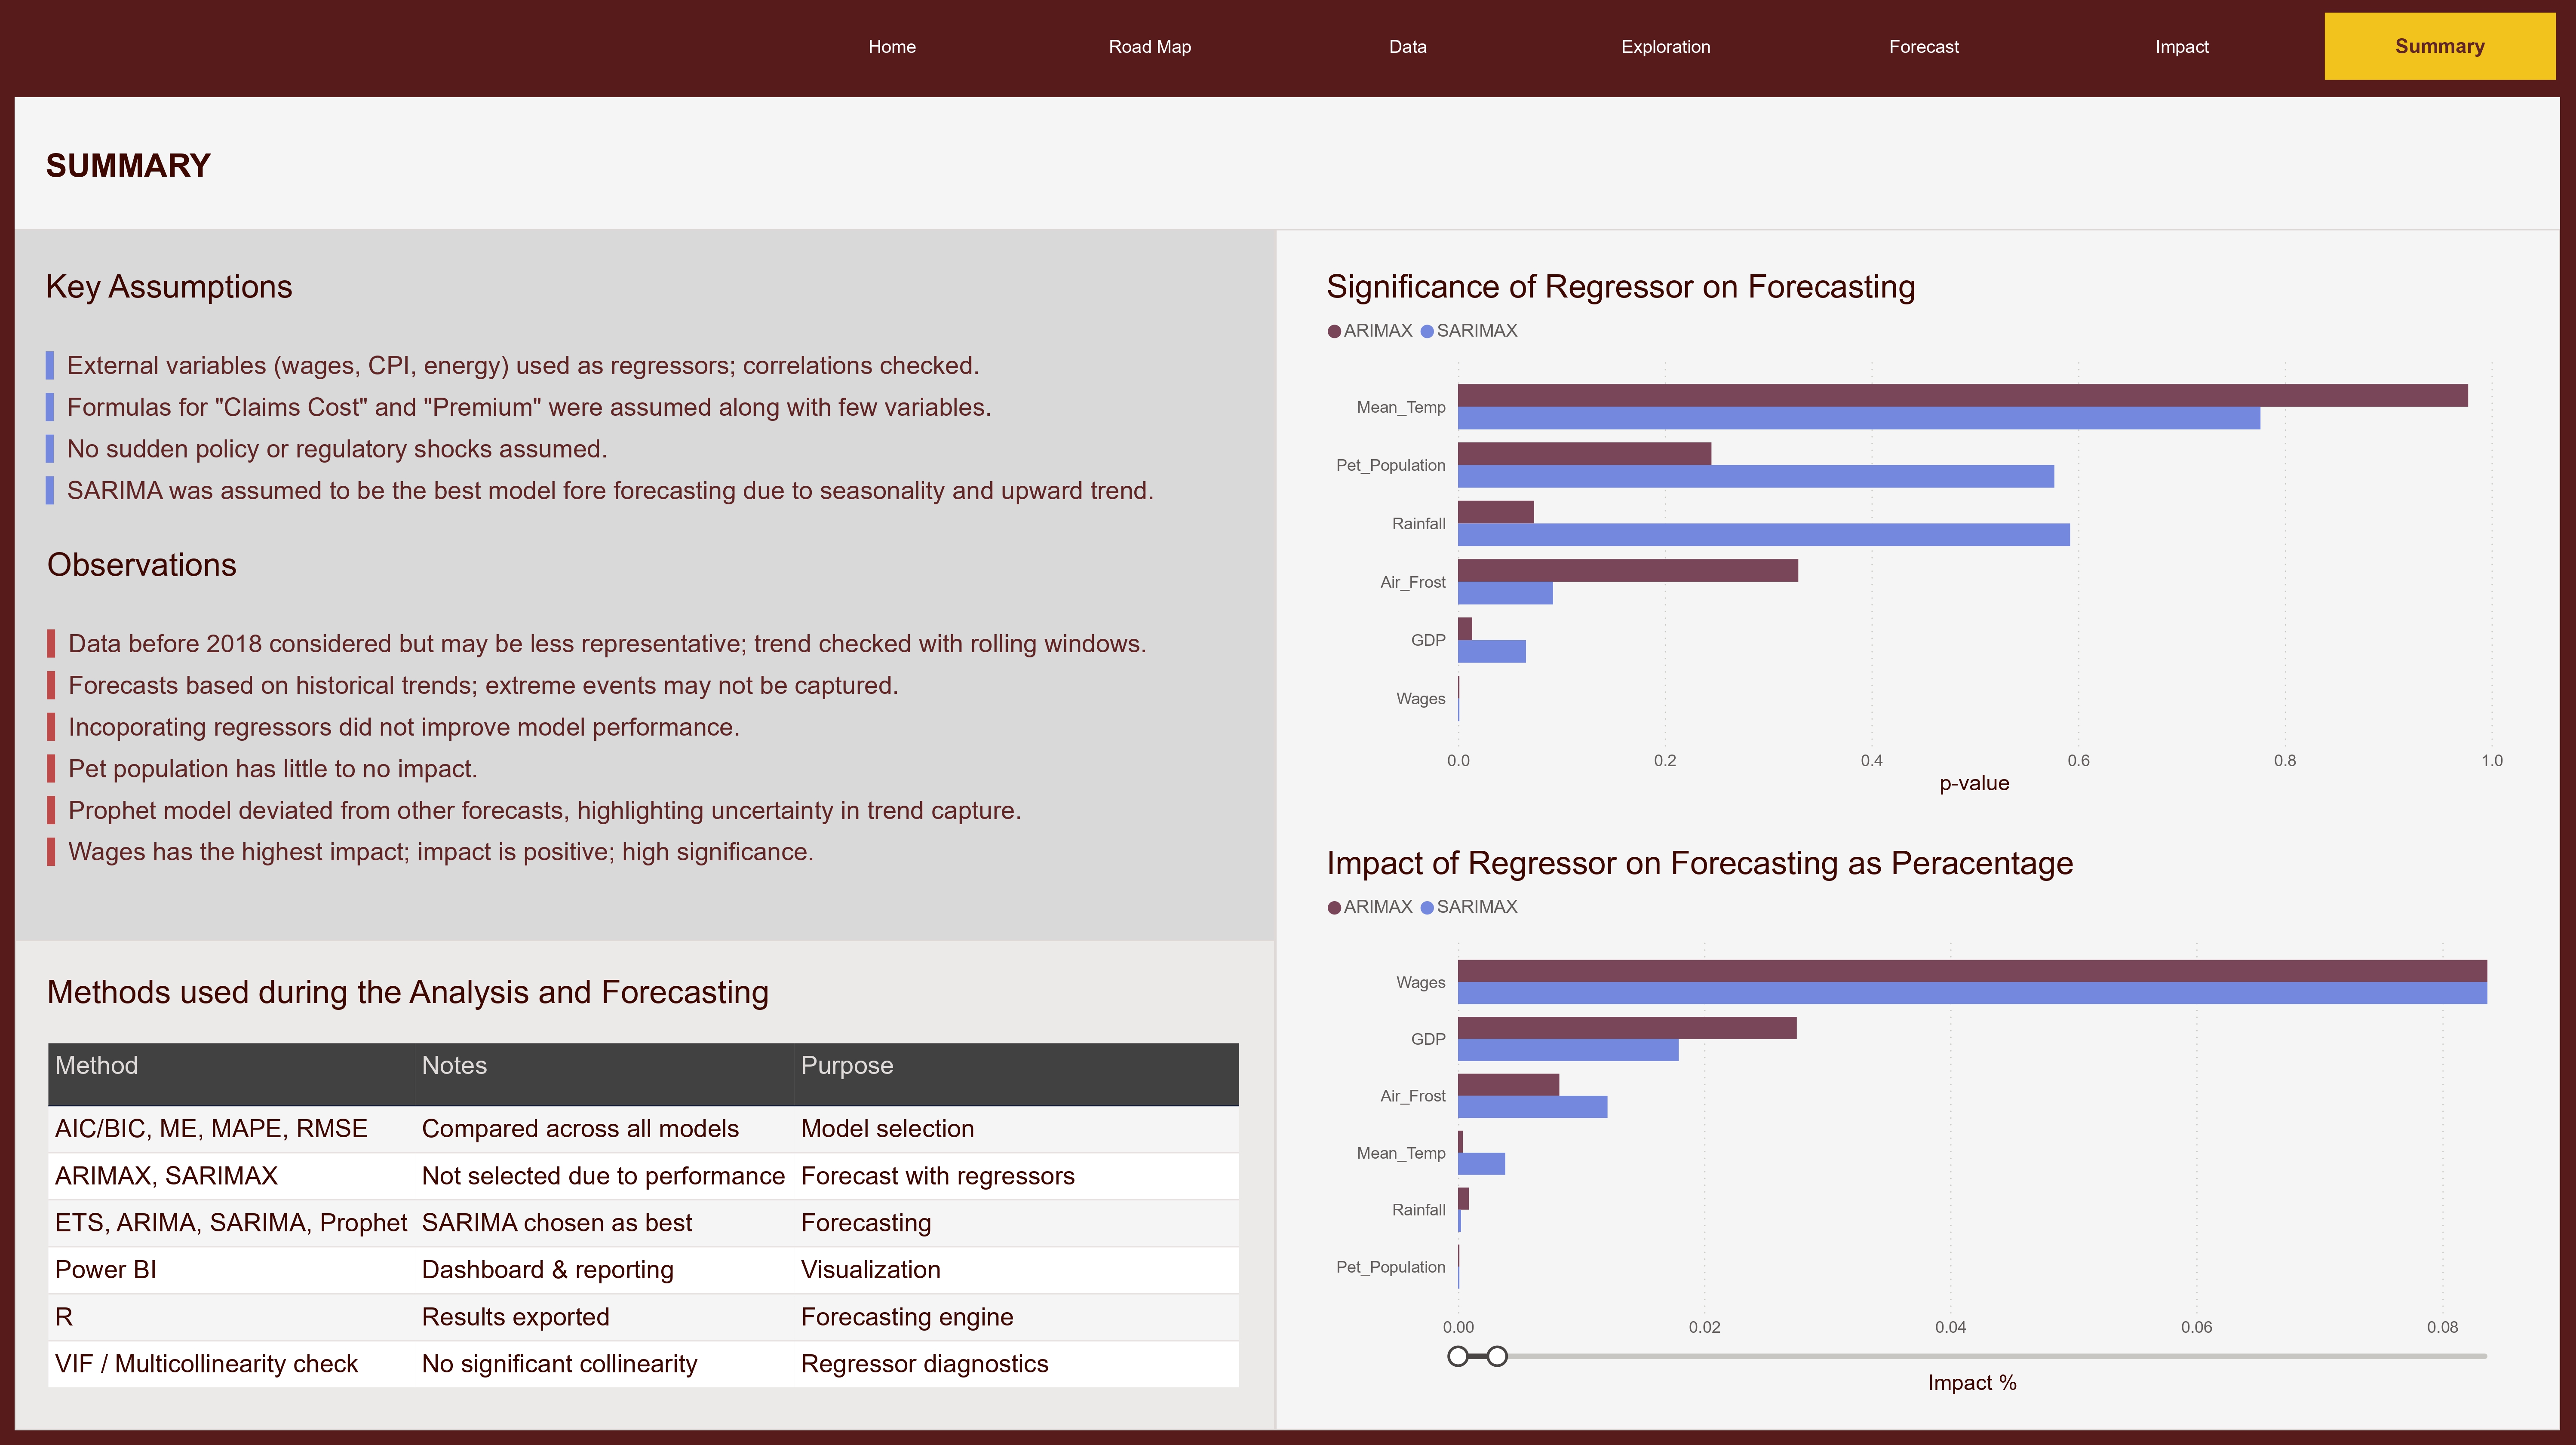 Home Road Map Data Exploration Forecast Impact Summary
SUMMARY
Key Assumptions
External variables (wages, CPI, energy) used as regressors; correlations checked.
Formulas for "Claims Cost" and "Premium" were assumed along with few variables.
No sudden policy or regulatory shocks assumed.
SARIMA was assumed to be the best model fore forecasting due to seasonality and upward trend.
Observations
Data before 2018 considered but may be less representative; trend checked with rolling windows.
Forecasts based on historical trends; extreme events may not be captured.
Incoporating regressors did not improve model performance.
Pet population has little to no impact.
Prophet model deviated from other forecasts, highlighting uncertainty in trend capture.
Wages has the highest impact; impact is positive; high significance.
Methods used during the Analysis and Forecasting
Method Notes Purpose
AIC/BIC, ME, MAPE, RMSE Compared across all models Model selection
ARIMAX, SARIMAX Not selected due to performance Forecast with regressors
ETS, ARIMA, SARIMA, Prophet SARIMA chosen as best Forecasting
Power BI Dashboard & reporting Visualization
R Results exported Forecasting engine
VIF / Multicollinearity check No significant collinearity Regressor diagnostics
Significance of Regressor on Forecasting
ARIMAX SARIMAX
Mean_Temp
Pet_Population
Rainfall
Air_Frost
GDP
Wages
0.0 0.2 0.4 0.6 0.8 1.0
p-value
Impact of Regressor on Forecasting as Peracentage
ARIMAX SARIMAX
Wages
GDP
Air_Frost
Mean_Temp
Rainfall
Pet_Population
0.00 0.02 0.04 0.06 0.08
Impact %